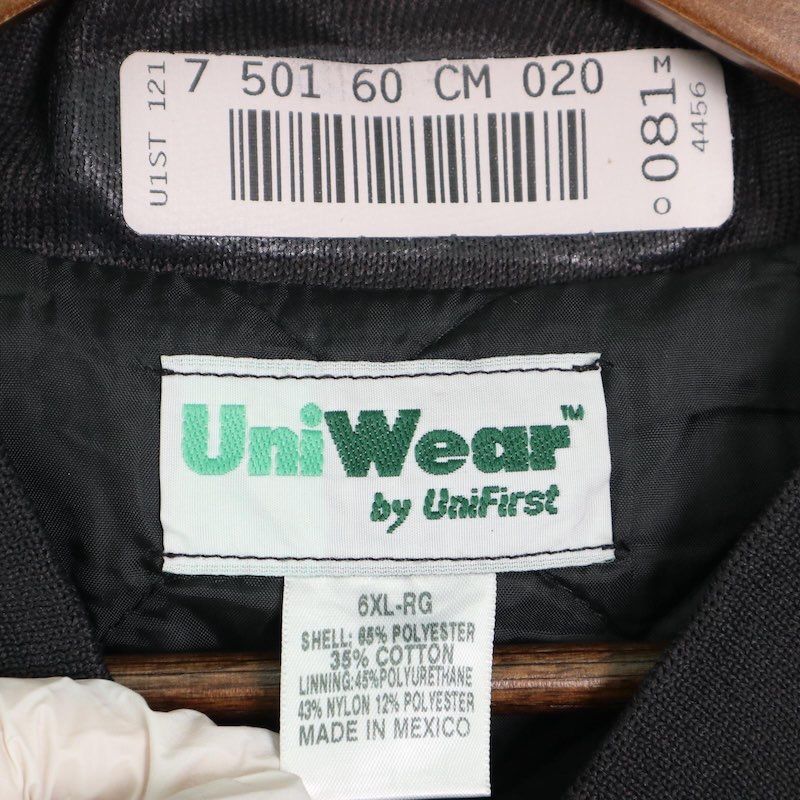 U1ST 121
7 501 60 CM 020
O 081 M
4456
UniWear™
by UniFirst
6XL-RG
SHELL: 65% POLYESTER
35% COTTON
LINNING:45%POLYURETHANE
43% NYLON 12% POLYESTER
MADE IN MEXICO